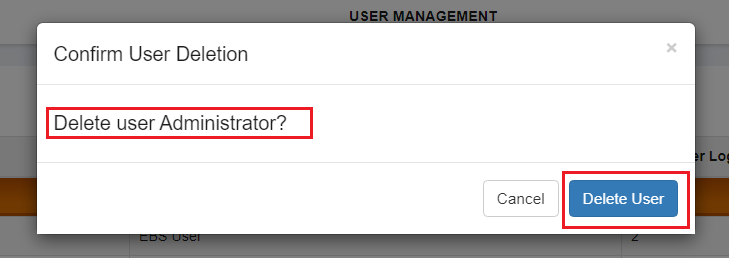 USER MANAGEMENT
Confirm User Deletion ×
Delete user Administrator?
er Log
Cancel Delete User
EBS User 2